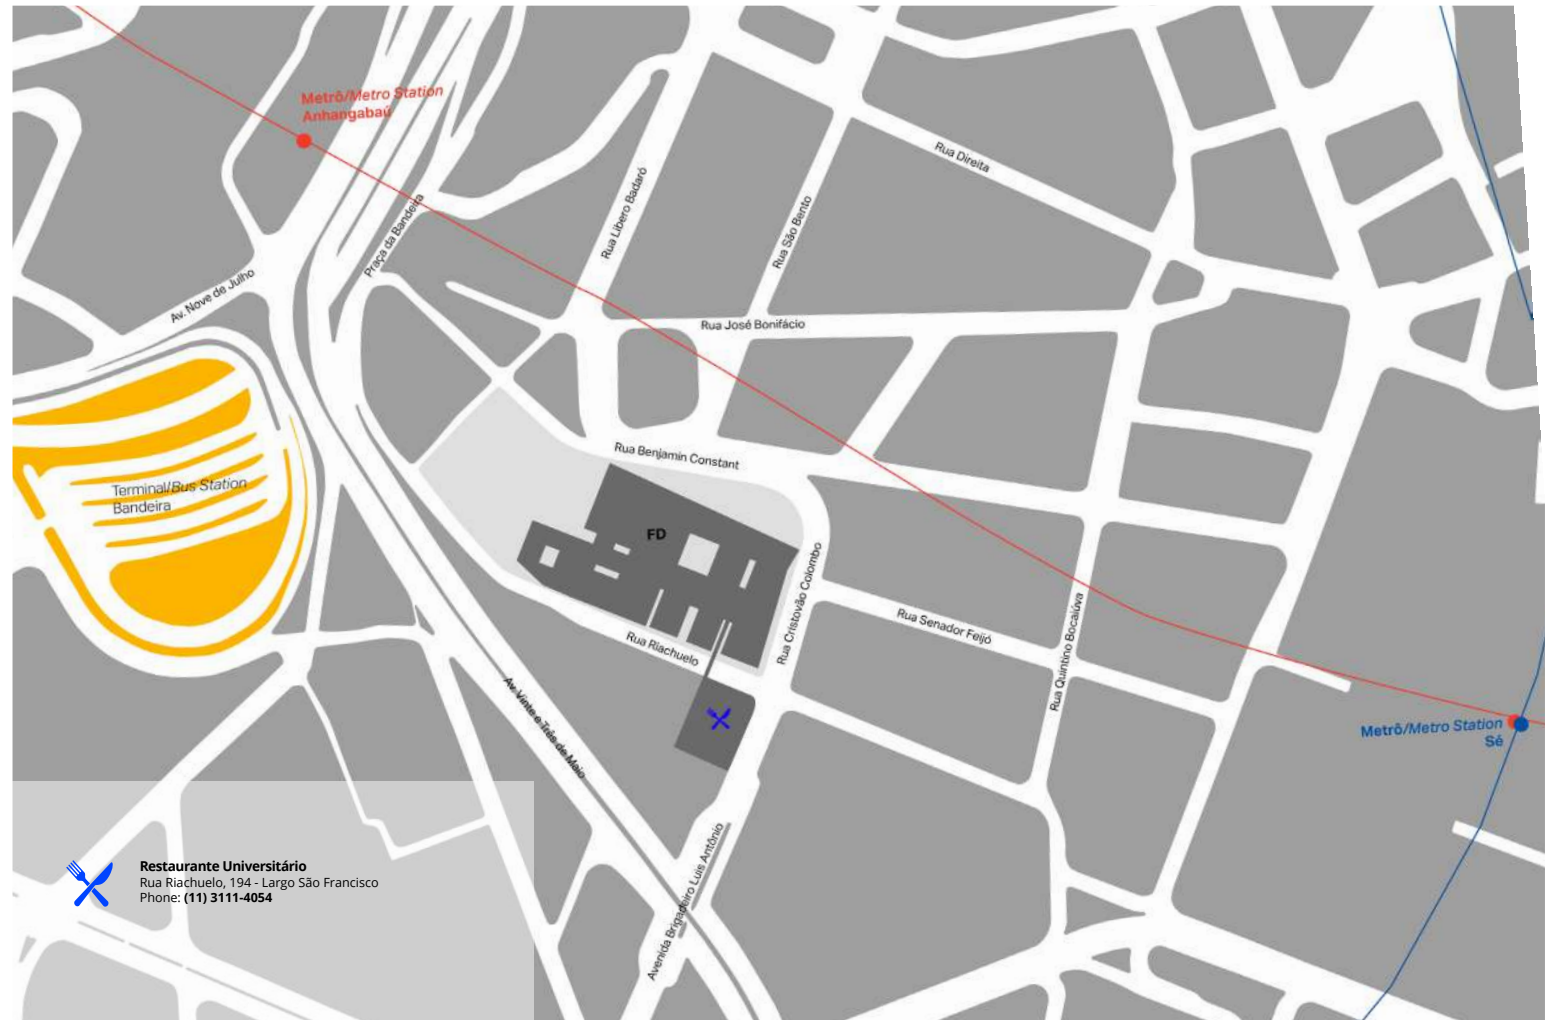 Metrô/Metro Station
Anhangabaú
Rua Direita
Rua Líbero Badaró
Rua São Bento
Praça da Bandeira
Av. Nove de Julho
Rua José Bonifácio
Rua Benjamin Constant
Terminal/Bus Station
Bandeira
FD
Rua Cristovão Colombo
Rua Senador Feijó
Rua Quintino Bocaiúva
Rua Riachuelo
Av. Vinte e Três de Maio
Metrô/Metro Station
Sé
Avenida Brigadeiro Luis Antônio
Restaurante Universitário
Rua Riachuelo, 194 - Largo São Francisco
Phone: (11) 3111-4054